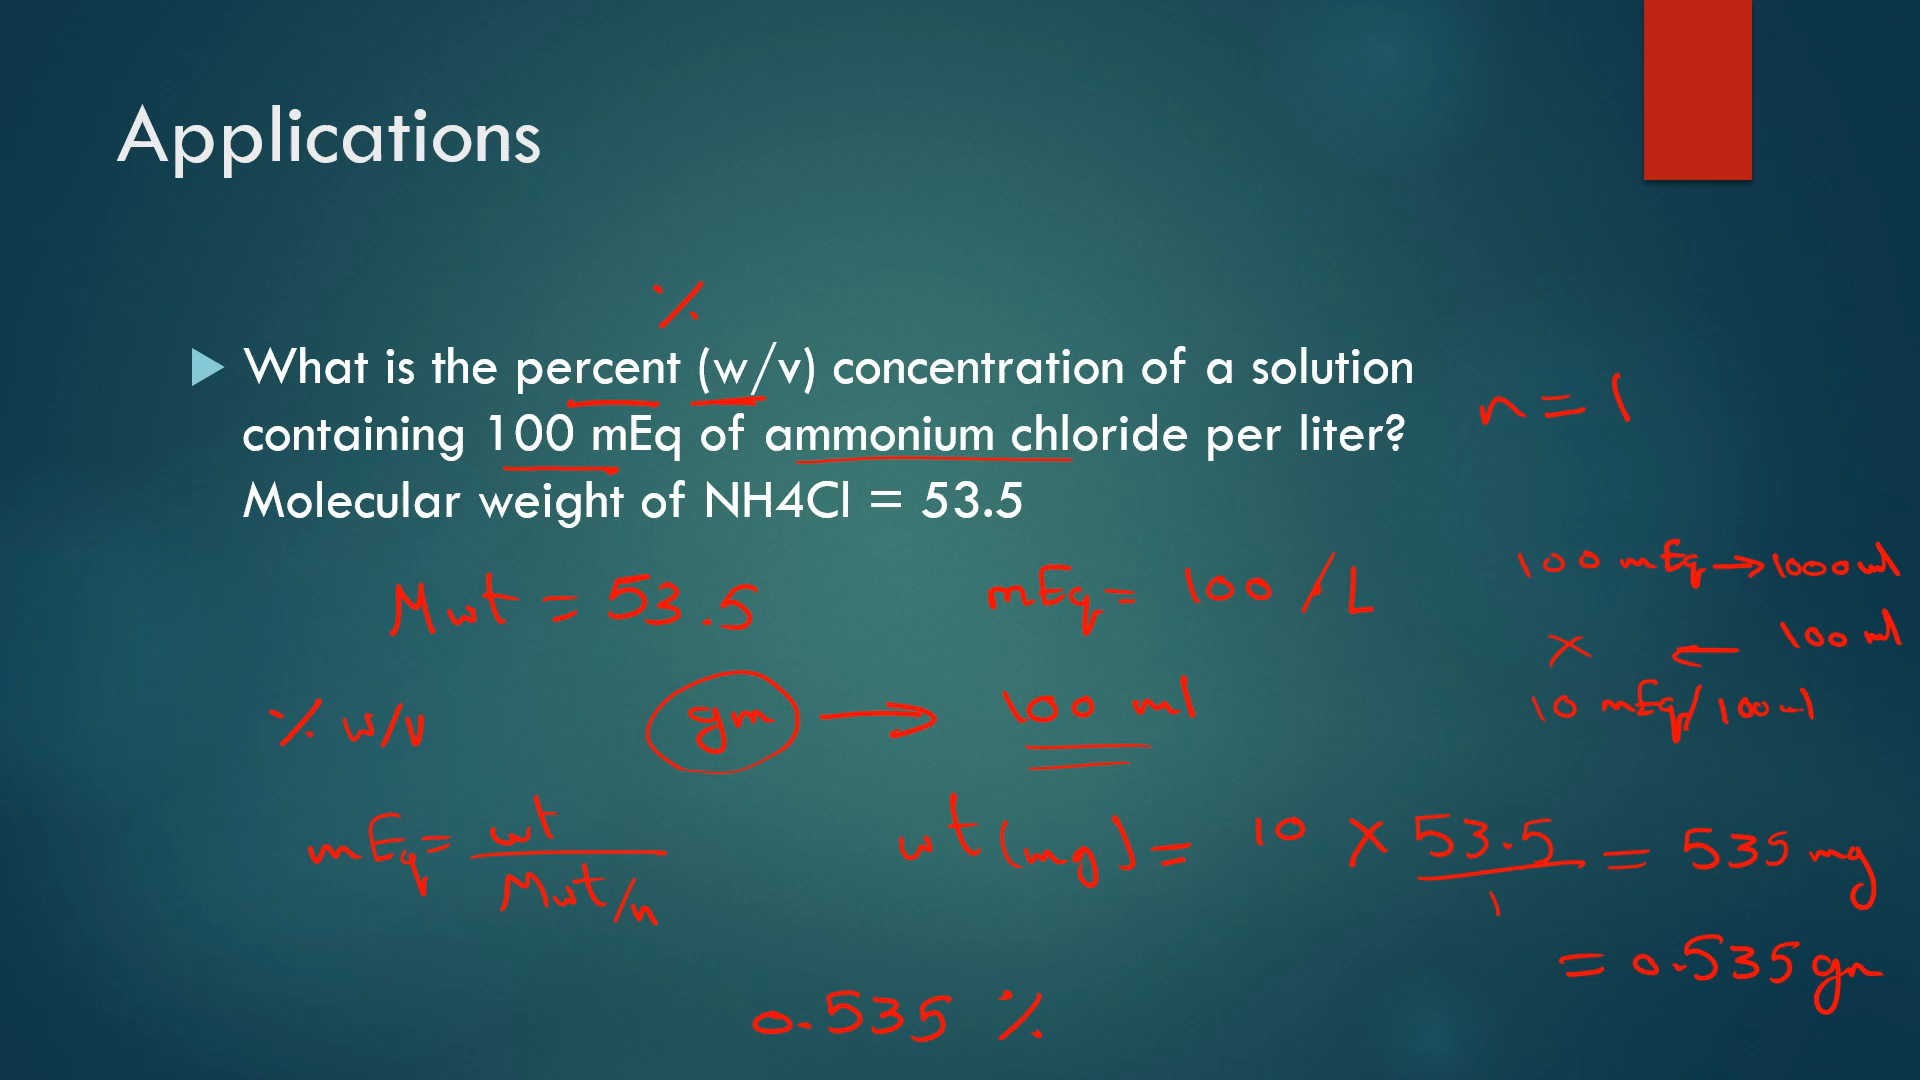 Applications
%
What is the percent (w/v) concentration of a solution
containing 100 mEq of ammonium chloride per liter?
Molecular weight of NH4Cl = 53.5
n = 1
Mwt = 53.5
mEq = 100 / L
100 mEq → 1000 ml
x ← 100 ml
10 mEq/100 ml
% w/v
gm → 100 ml
mEq = wt / Mwt/n
wt (mg) = 10 × 53.5 / 1 = 535 mg
= 0.535 gm
0.535 %